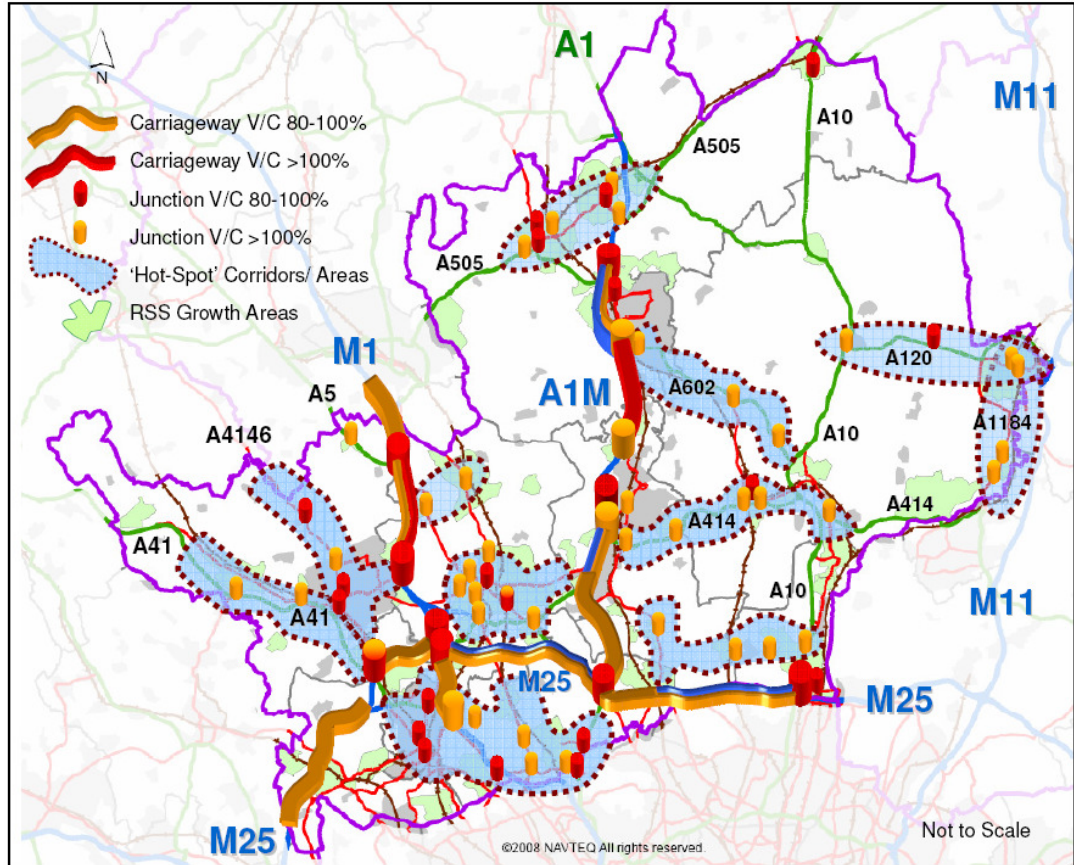 A1
M11
N
A10
Carriageway V/C 80-100%
A505
Carriageway V/C >100%
Junction V/C 80-100%
Junction V/C >100%
'Hot-Spot' Corridors/ Areas
A505
RSS Growth Areas
M1
A120
A5
A1M
A602
A4146
A10
A1184
A414
A414
A41
A10
M11
A41
M25
M25
M25
Not to Scale
©2008 NAVTEQ All rights reserved.